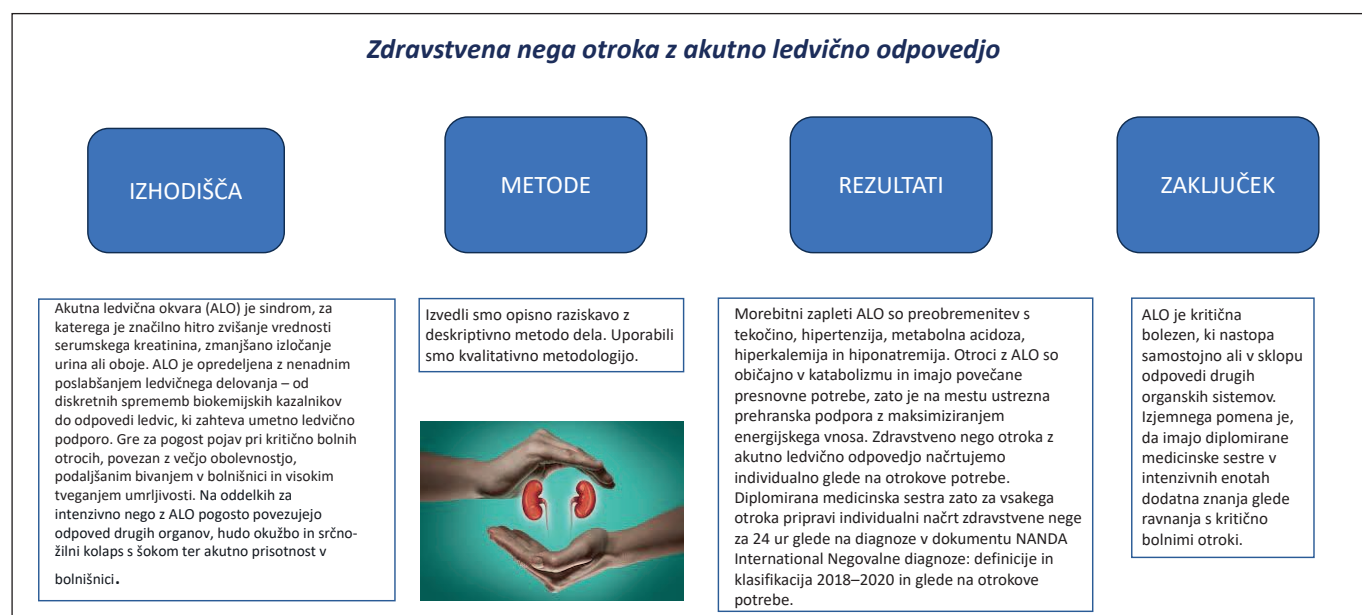 Zdravstvena nega otroka z akutno ledvično odpovedjo
IZHODIŠČA
METODE
REZULTATI
ZAKLJUČEK
Akutna ledvična okvara (ALO) je sindrom, za
katerega je značilno hitro zvišanje vrednosti
serumskega kreatinina, zmanjšano izločanje
urina ali oboje. ALO je opredeljena z nenadnim
poslabšanjem ledvičnega delovanja – od
diskretnih sprememb biokemijskih kazalnikov
do odpovedi ledvic, ki zahteva umetno ledvično
podporo. Gre za pogost pojav pri kritično bolnih
otrocih, povezan z večjo obolevnostjo,
podaljšanim bivanjem v bolnišnici in visokim
tveganjem umrljivosti. Na oddelkih za
intenzivno nego z ALO pogosto povezujejo
odpoved drugih organov, hudo okužbo in srčno-
žilni kolaps s šokom ter akutno prisotnost v
bolnišnici.
Izvedli smo opisno raziskavo z
deskriptivno metodo dela. Uporabili
smo kvalitativno metodologijo.
Morebitni zapleti ALO so preobremenitev s
tekočino, hipertenzija, metabolna acidoza,
hiperkalemija in hiponatremija. Otroci z ALO so
običajno v katabolizmu in imajo povečane
presnovne potrebe, zato je na mestu ustrezna
prehranska podpora z maksimiziranjem
energijskega vnosa. Zdravstveno nego otroka z
akutno ledvično odpovedjo načrtujemo
individualno glede na otrokove potrebe.
Diplomirana medicinska sestra zato za vsakega
otroka pripravi individualni načrt zdravstvene nege
za 24 ur glede na diagnoze v dokumentu NANDA
International Negovalne diagnoze: definicije in
klasifikacija 2018–2020 in glede na otrokove
potrebe.
ALO je kritična
bolezen, ki nastopa
samostojno ali v sklopu
odpovedi drugih
organskih sistemov.
Izjemnega pomena je,
da imajo diplomirane
medicinske sestre v
intenzivnih enotah
dodatna znanja glede
ravnanja s kritično
bolnimi otroki.